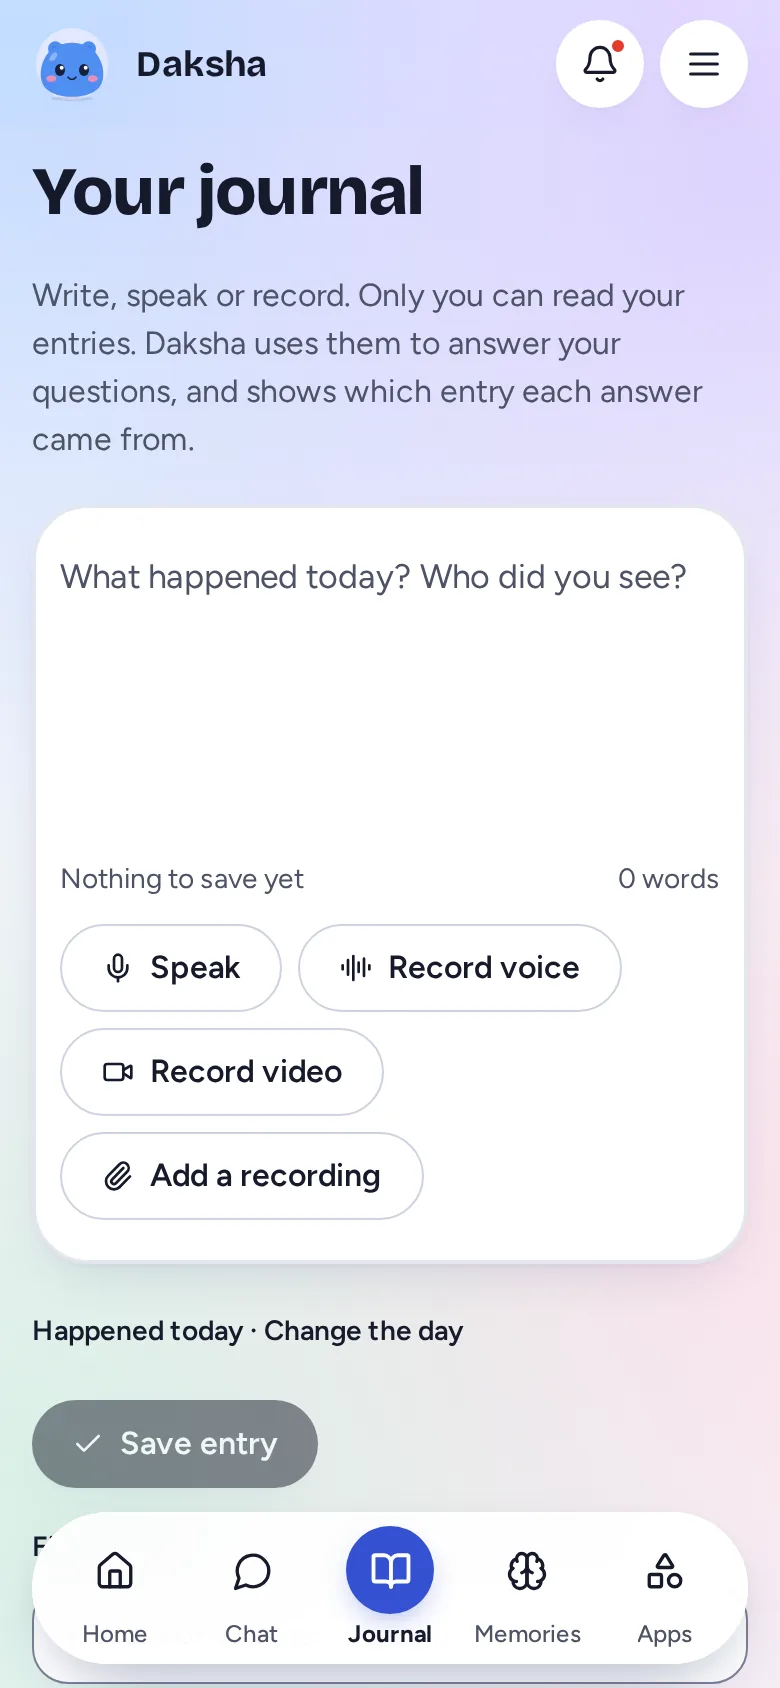 Daksha
Your journal
Write, speak or record. Only you can read your
entries. Daksha uses them to answer your
questions, and shows which entry each answer
came from.
What happened today? Who did you see?
Nothing to save yet
0 words
Speak
Record voice
Record video
Add a recording
Happened today · Change the day
Save entry
Home
Chat
Journal
Memories
Apps